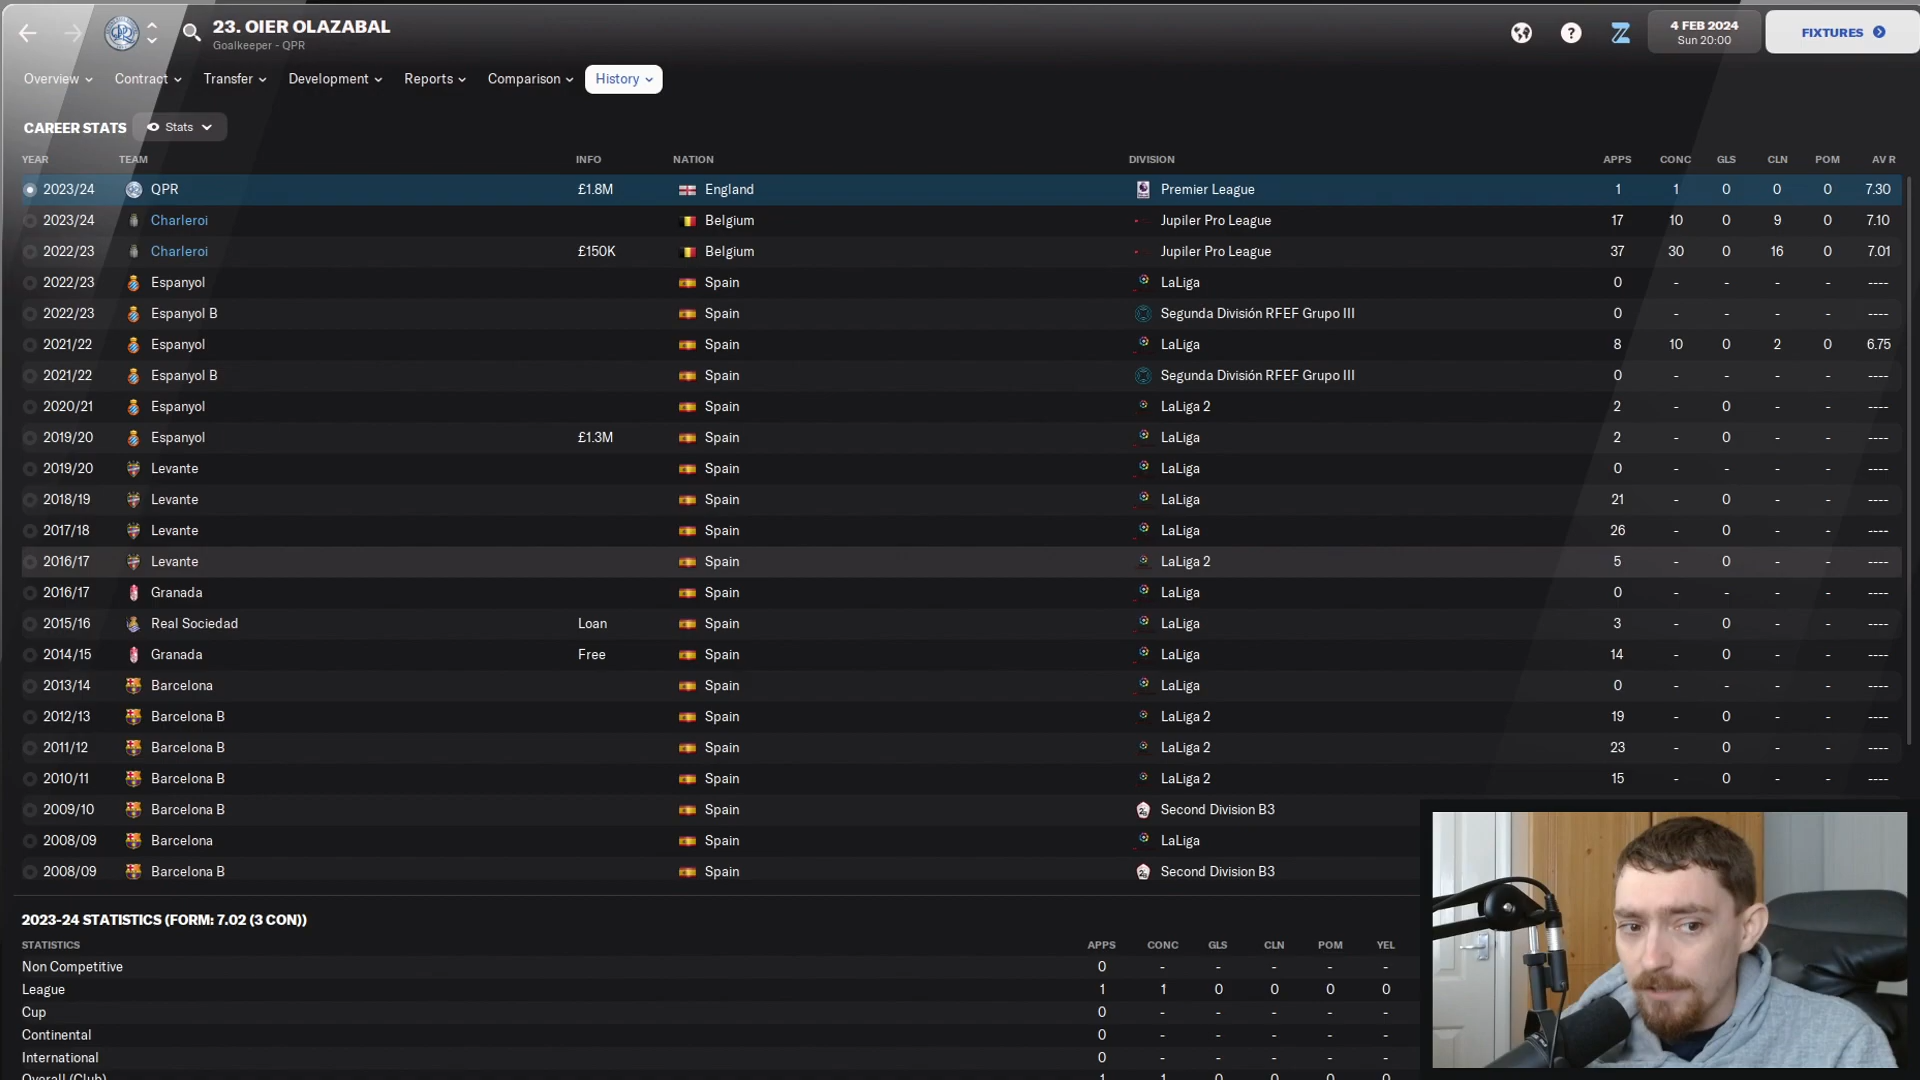 23. OIER OLAZABAL
Goalkeeper - QPR
4 FEB 2024
Sun 20:00
FIXTURES
Overview Contract Transfer Development Reports Comparison History
CAREER STATS Stats
YEAR TEAM INFO NATION DIVISION APPS CONC GLS CLN POM AV R
2023/24 QPR £1.8M England Premier League 1 1 0 0 0 7.30
2023/24 Charleroi Belgium Jupiler Pro League 17 10 0 9 0 7.10
2022/23 Charleroi £150K Belgium Jupiler Pro League 37 30 0 16 0 7.01
2022/23 Espanyol Spain LaLiga 0 - - - - ----
2022/23 Espanyol B Spain Segunda División RFEF Grupo III 0 - - - - ----
2021/22 Espanyol Spain LaLiga 8 10 0 2 0 6.75
2021/22 Espanyol B Spain Segunda División RFEF Grupo III 0 - - - - ----
2020/21 Espanyol Spain LaLiga 2 2 - 0 - - ----
2019/20 Espanyol £1.3M Spain LaLiga 2 - 0 - - ----
2019/20 Levante Spain LaLiga 0 - - - - ----
2018/19 Levante Spain LaLiga 21 - 0 - - ----
2017/18 Levante Spain LaLiga 26 - 0 - - ----
2016/17 Levante Spain LaLiga 2 5 - 0 - - ----
2016/17 Granada Spain LaLiga 0 - - - - ----
2015/16 Real Sociedad Loan Spain LaLiga 3 - 0 - - ----
2014/15 Granada Free Spain LaLiga 14 - 0 - - ----
2013/14 Barcelona Spain LaLiga 0 - - - - ----
2012/13 Barcelona B Spain LaLiga 2 19 - 0 - - ----
2011/12 Barcelona B Spain LaLiga 2 23 - 0 - - ----
2010/11 Barcelona B Spain LaLiga 2 15 - 0 - - ----
2009/10 Barcelona B Spain Second Division B3
2008/09 Barcelona Spain LaLiga
2008/09 Barcelona B Spain Second Division B3
2023-24 STATISTICS (FORM: 7.02 (3 CON))
STATISTICS APPS CONC GLS CLN POM YEL
Non Competitive 0 - - - - -
League 1 1 0 0 0 0
Cup 0 - - - - -
Continental 0 - - - - -
International 0 - - - - -
Overall (Club)